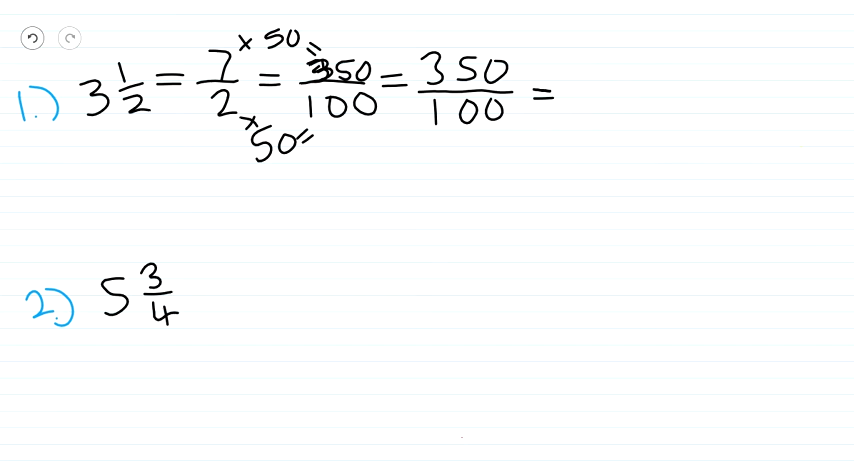 1.) 3 1/2 = 7/2 = 350/100 = 350/100 =
× 50 =
× 50 =
2.) 5 3/4